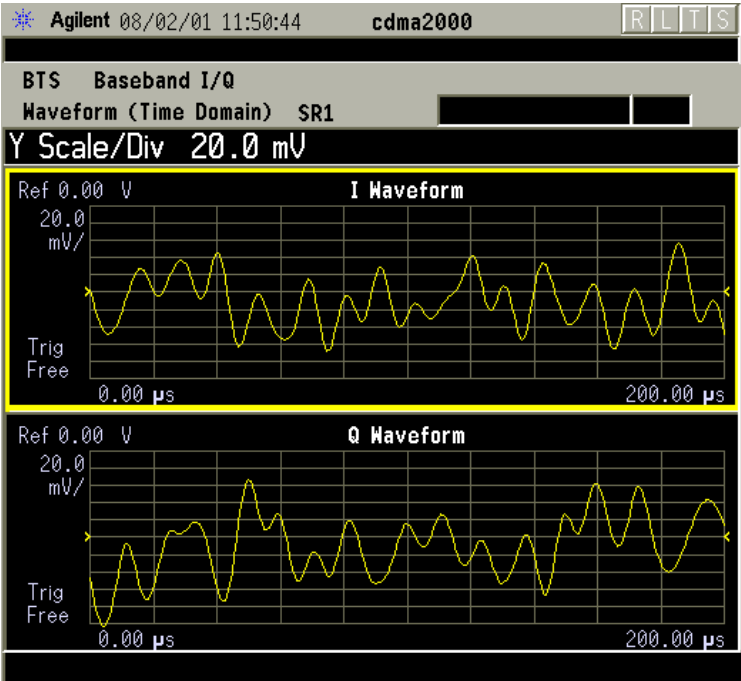 Agilent 08/02/01 11:50:44 cdma2000 R L T S
BTS Baseband I/Q
Waveform (Time Domain) SR1
Y Scale/Div 20.0 mV
Ref 0.00 V I Waveform
20.0
mV/
Trig
Free
0.00 µs 200.00 µs
Ref 0.00 V Q Waveform
20.0
mV/
Trig
Free
0.00 µs 200.00 µs